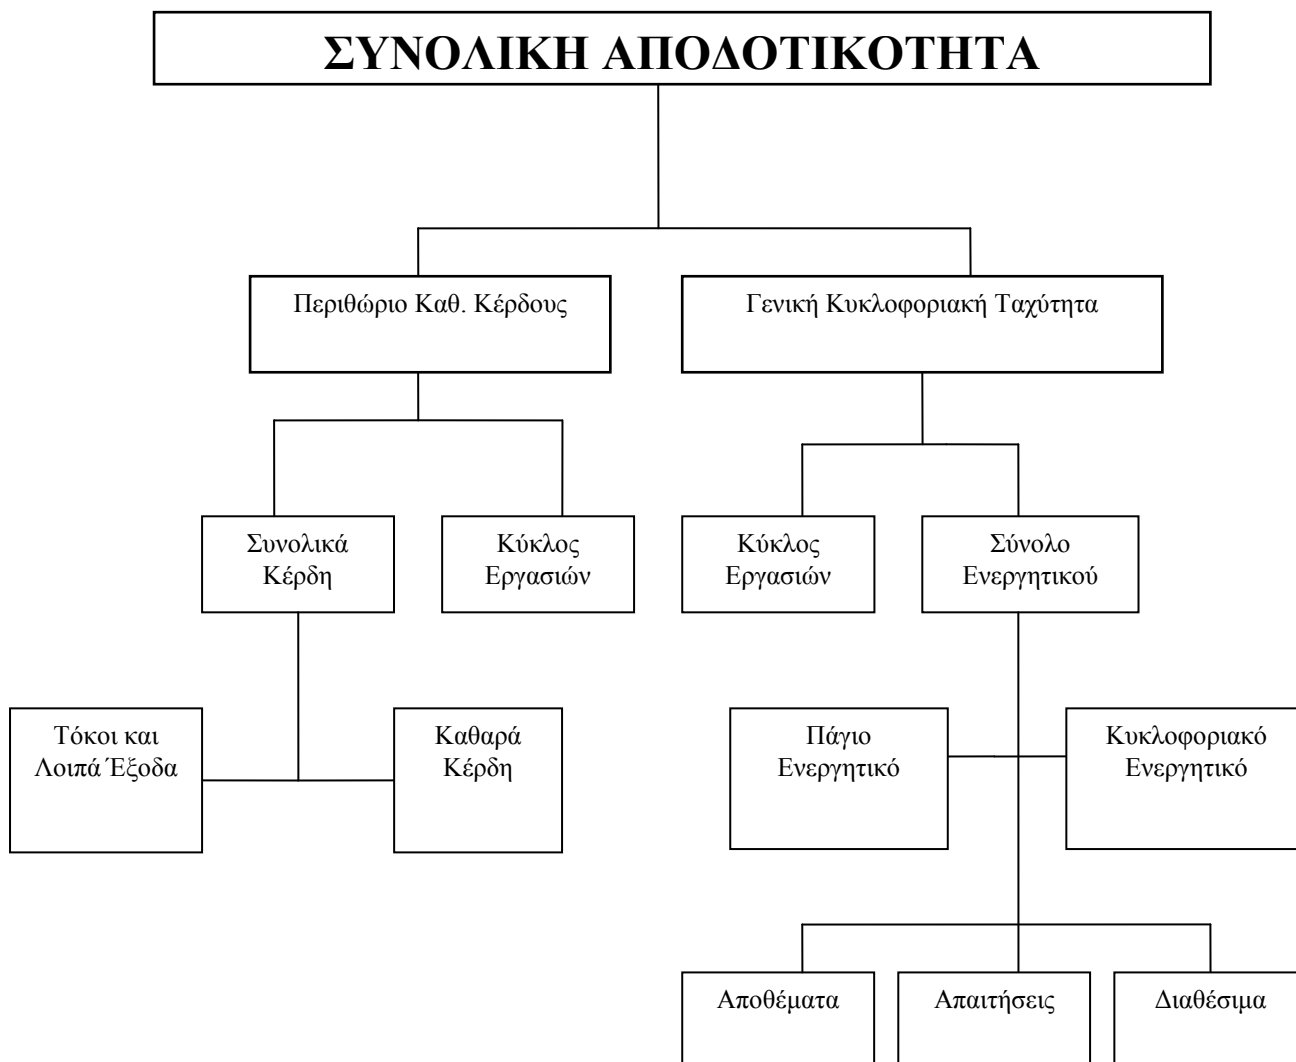 ΣΥΝΟΛΙΚΗ ΑΠΟΔΟΤΙΚΟΤΗΤΑ
Περιθώριο Καθ. Κέρδους
Γενική Κυκλοφοριακή Ταχύτητα
Συνολικά
Κέρδη
Κύκλος
Εργασιών
Κύκλος
Εργασιών
Σύνολο
Ενεργητικού
Τόκοι και
Λοιπά Έξοδα
Καθαρά
Κέρδη
Πάγιο
Ενεργητικό
Κυκλοφοριακό
Ενεργητικό
Αποθέματα
Απαιτήσεις
Διαθέσιμα